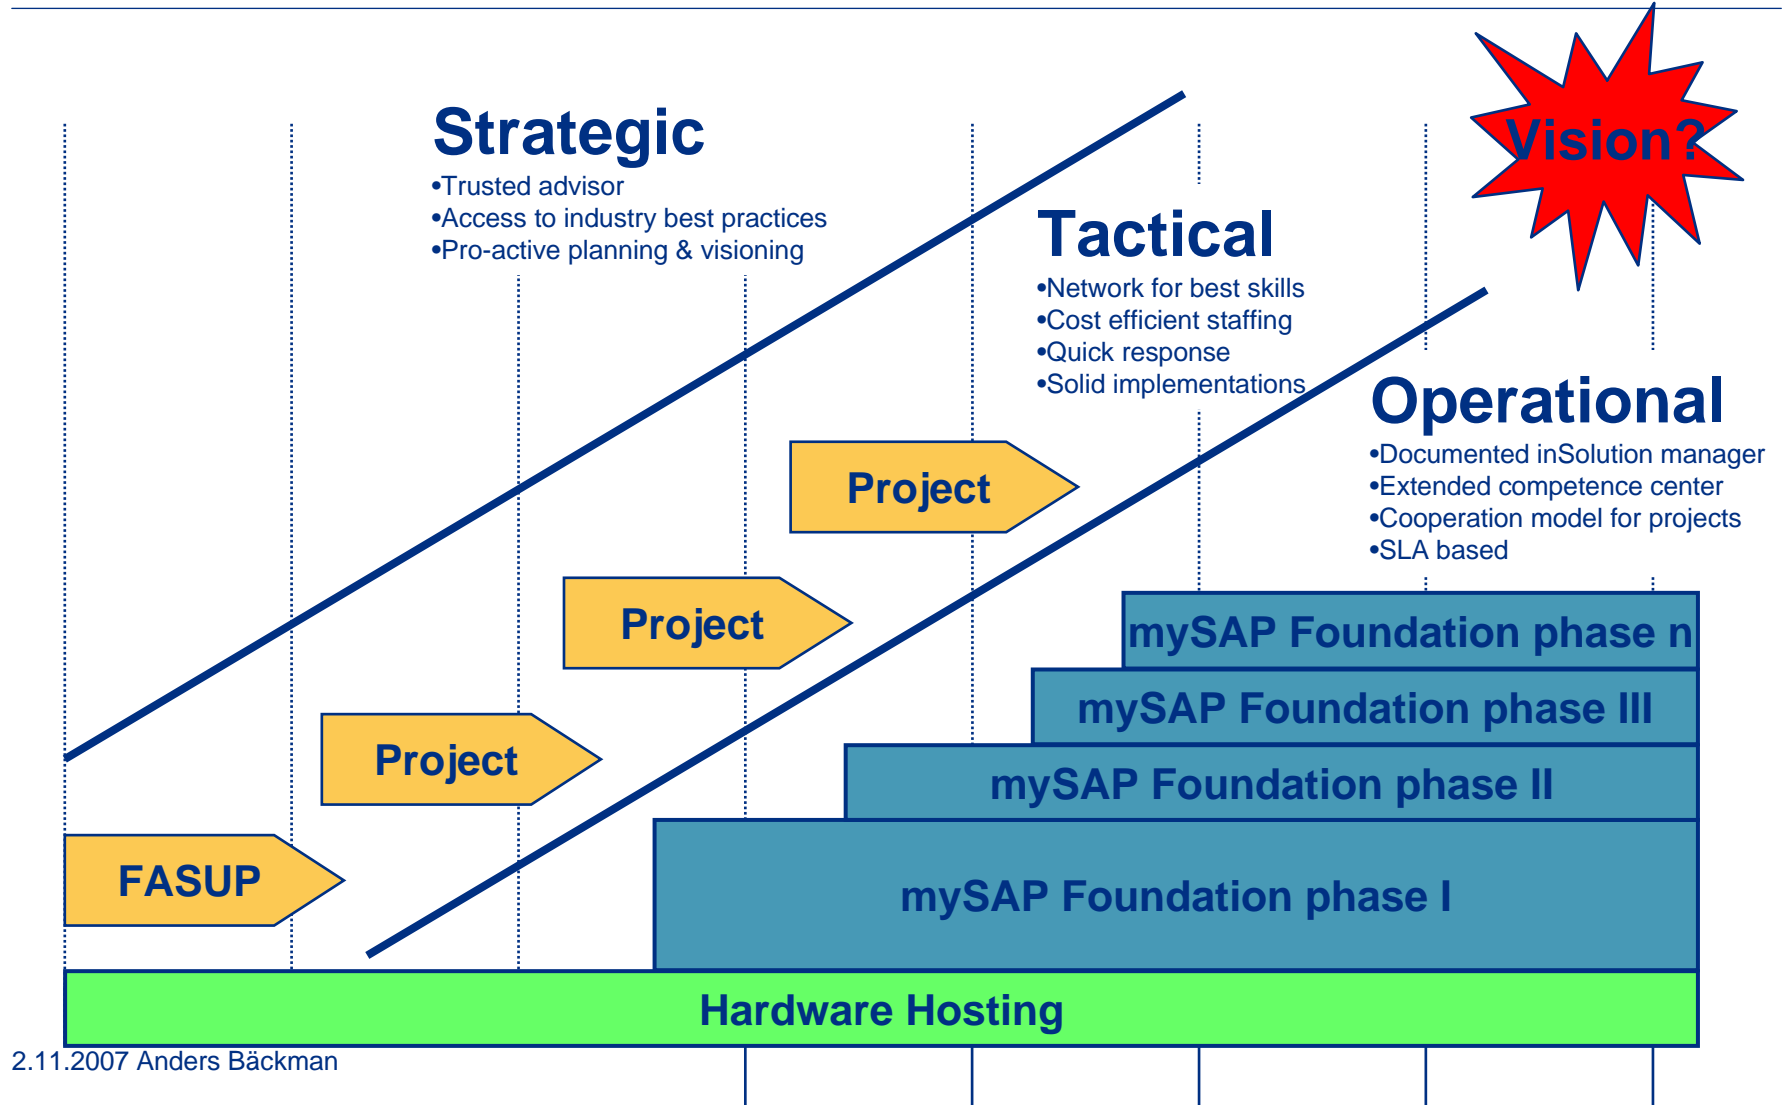 Vision?
Strategic
•Trusted advisor
•Access to industry best practices
•Pro-active planning & visioning
Tactical
•Network for best skills
•Cost efficient staffing
•Quick response
•Solid implementations
Operational
•Documented inSolution manager
•Extended competence center
•Cooperation model for projects
•SLA based
Project
Project
Project
FASUP
mySAP Foundation phase n
mySAP Foundation phase III
mySAP Foundation phase II
mySAP Foundation phase I
Hardware Hosting
2.11.2007 Anders Bäckman